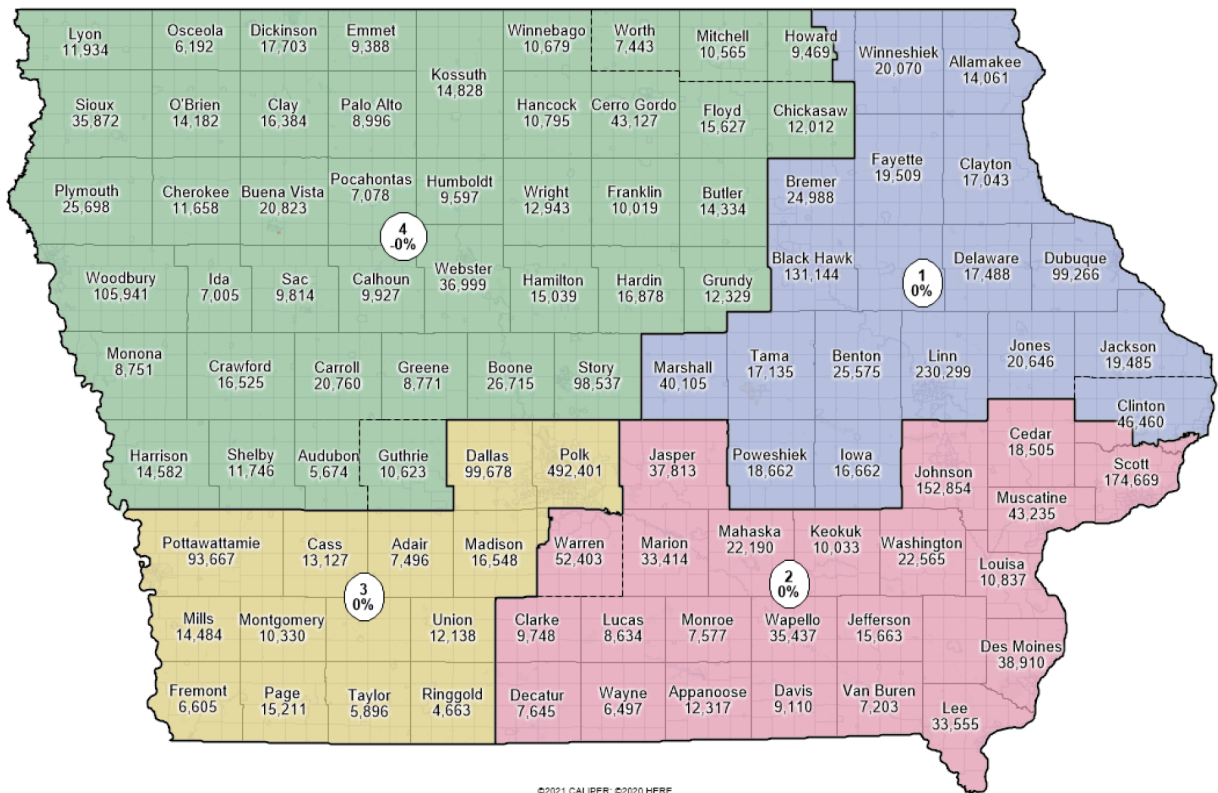 Lyon
11,934
Osceola
6,192
Dickinson
17,703
Emmet
9,388
Winnebago
10,679
Worth
7,443
Mitchell
10,565
Howard
9,469
Winneshiek
20,070
Allamakee
14,061
Kossuth
14,828
Sioux
35,872
O'Brien
14,182
Clay
16,384
Palo Alto
8,996
Hancock
10,795
Cerro Gordo
43,127
Floyd
15,627
Chickasaw
12,012
Fayette
19,509
Clayton
17,043
Plymouth
25,698
Cherokee
11,658
Buena Vista
20,823
Pocahontas
7,078
Humboldt
9,597
Wright
12,943
Franklin
10,019
Butler
14,334
Bremer
24,988
4
-0%
Woodbury
105,941
Ida
7,005
Sac
9,814
Calhoun
9,927
Webster
36,999
Hamilton
15,039
Hardin
16,878
Grundy
12,329
Black Hawk
131,144
1
0%
Delaware
17,488
Dubuque
99,266
Monona
8,751
Crawford
16,525
Carroll
20,760
Greene
8,771
Boone
26,715
Story
98,537
Marshall
40,105
Tama
17,135
Benton
25,575
Linn
230,299
Jones
20,646
Jackson
19,485
Clinton
46,460
Harrison
14,582
Shelby
11,746
Audubon
5,674
Guthrie
10,623
Dallas
99,678
Polk
492,401
Jasper
37,813
Poweshiek
18,662
Iowa
16,662
Johnson
152,854
Cedar
18,505
Scott
174,669
Muscatine
43,235
Pottawattamie
93,667
Cass
13,127
Adair
7,496
Madison
16,548
Warren
52,403
Marion
33,414
Mahaska
22,190
Keokuk
10,033
Washington
22,565
Louisa
10,837
3
0%
2
0%
Mills
14,484
Montgomery
10,330
Union
12,138
Clarke
9,748
Lucas
8,634
Monroe
7,577
Wapello
35,437
Jefferson
15,663
Des Moines
38,910
Fremont
6,605
Page
15,211
Taylor
5,896
Ringgold
4,663
Decatur
7,645
Wayne
6,497
Appanoose
12,317
Davis
9,110
Van Buren
7,203
Lee
33,555
©2021 CALIPER; ©2020 HERE